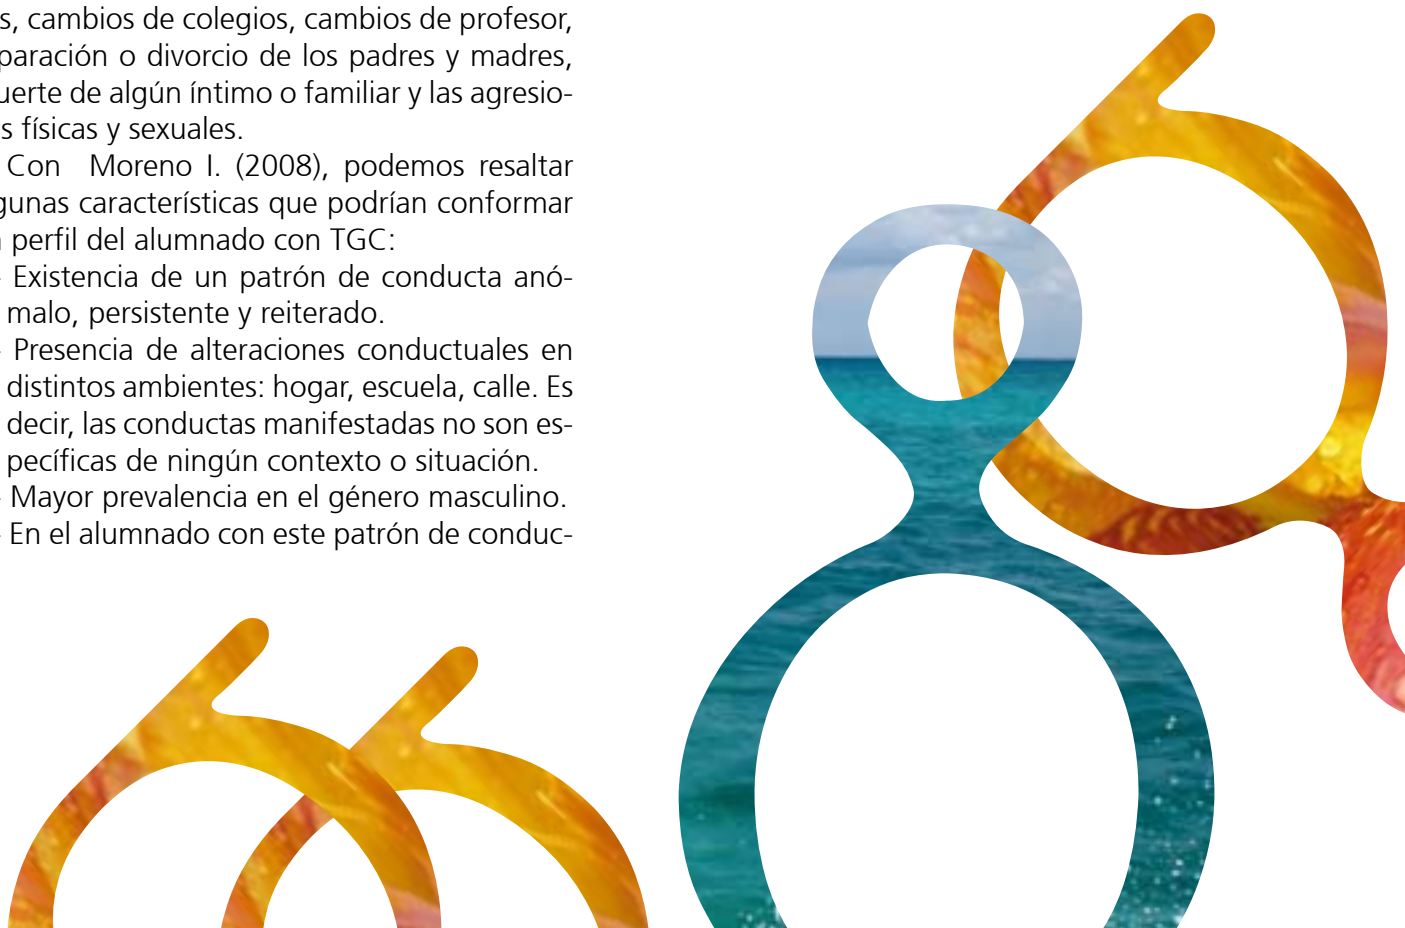 s, cambios de colegios, cambios de profesor,
paración o divorcio de los padres y madres,
uerte de algún íntimo o familiar y las agresio-
s físicas y sexuales.
Con Moreno I. (2008), podemos resaltar
gunas características que podrían conformar
perfil del alumnado con TGC:
- Existencia de un patrón de conducta anó-
malo, persistente y reiterado.
- Presencia de alteraciones conductuales en
distintos ambientes: hogar, escuela, calle. Es
decir, las conductas manifestadas no son es-
pecíficas de ningún contexto o situación.
- Mayor prevalencia en el género masculino.
- En el alumnado con este patrón de conduc-